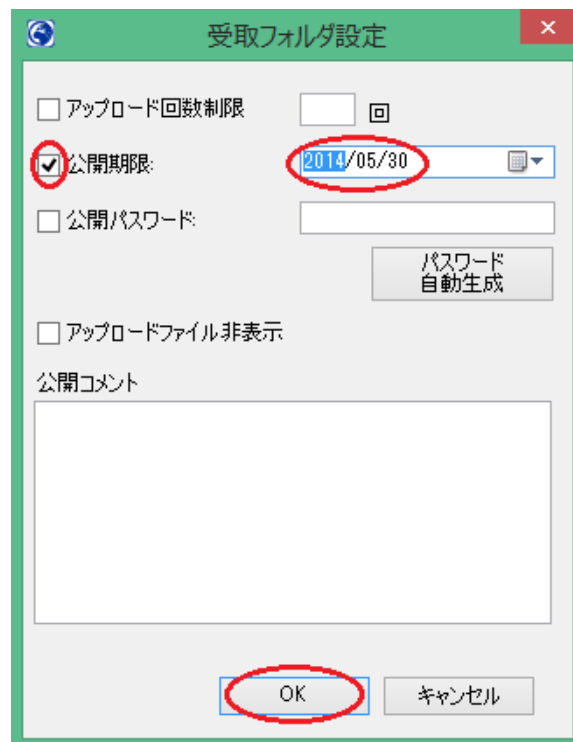 受取フォルダ設定
アップロード回数制限 回
公開期限: 2014/05/30
公開パスワード:
パスワード
自動生成
アップロードファイル非表示
公開コメント
OK キャンセル